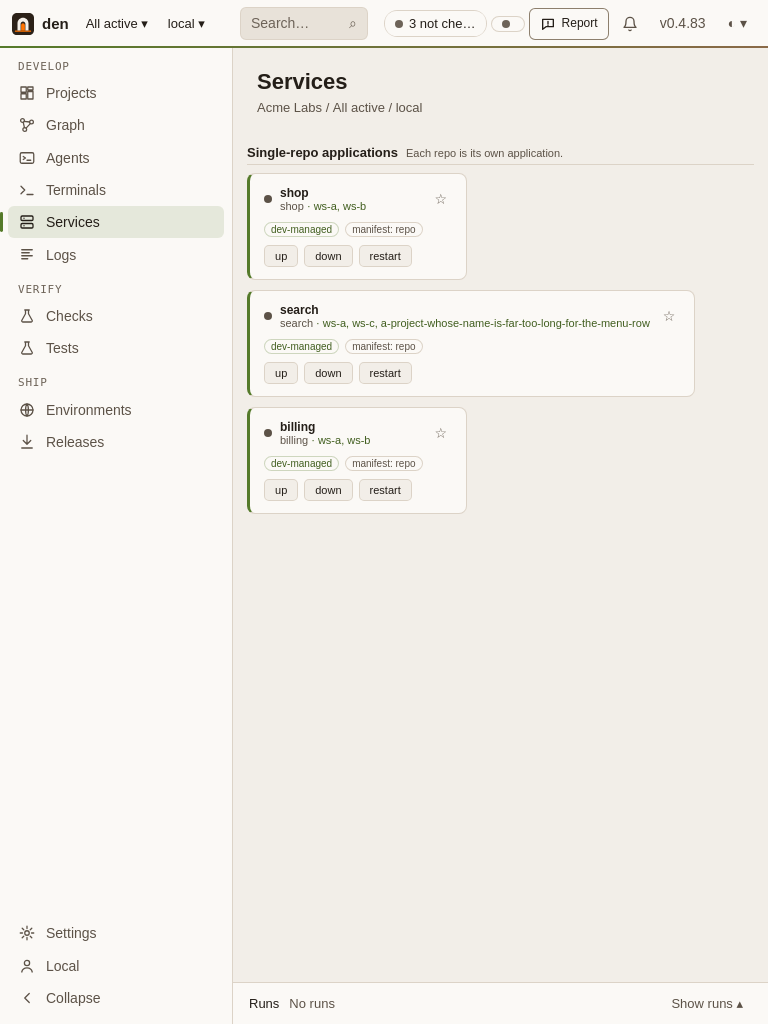 den All active ▾ local ▾ Search… 3 not che… Report v0.4.83 ▾
DEVELOP
Projects
Graph
Agents
Terminals
Services
Logs
VERIFY
Checks
Tests
SHIP
Environments
Releases
Settings
Local
Collapse
Services
Acme Labs / All active / local
Single-repo applications Each repo is its own application.
shop
shop · ws-a, ws-b
dev-managed manifest: repo
up down restart
search
search · ws-a, ws-c, a-project-whose-name-is-far-too-long-for-the-menu-row
dev-managed manifest: repo
up down restart
billing
billing · ws-a, ws-b
dev-managed manifest: repo
up down restart
Runs No runs Show runs ▴